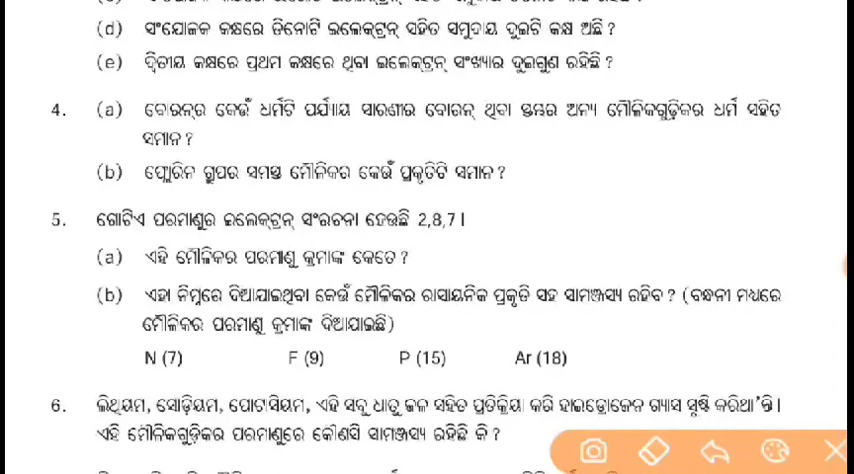 (d) ସଂଯୋଜକ କକ୍ଷରେ ତିନୋଟି ଇଲେକ୍ଟ୍ରନ୍ ସହିତ ସମୁଦାୟ ଦୁଇଟି କକ୍ଷ ଅଛି ?
(e) ଦ୍ୱିତୀୟ କକ୍ଷରେ ପ୍ରଥମ କକ୍ଷରେ ଥିବା ଇଲେକ୍ଟ୍ରନ୍ ସଂଖ୍ୟାର ଦୁଇଗୁଣ ରହିଛି ?
4. (a) ବୋରନ୍‌ର କେଉଁ ଧର୍ମଟି ପର୍ଯ୍ୟାୟ ସାରଣୀର ବୋରନ୍ ଥିବା ସ୍ତମ୍ଭର ଅନ୍ୟ ମୌଳିକଗୁଡ଼ିକର ଧର୍ମ ସହିତ
ସମାନ ?
(b) ଫ୍ଲୋରିନ ଗ୍ରୁପର ସମସ୍ତ ମୌଳିକର କେଉଁ ପ୍ରକୃତିଟି ସମାନ ?
5. ଗୋଟିଏ ପରମାଣୁର ଇଲେକ୍ଟ୍ରନ୍ ସଂରଚନା ହେଉଛି 2,8,7 ।
(a) ଏହି ମୌଳିକର ପରମାଣୁ କ୍ରମାଙ୍କ କେତେ ?
(b) ଏହା ନିମ୍ନରେ ଦିଆଯାଇଥିବା କେଉଁ ମୌଳିକର ରାସାୟନିକ ପ୍ରକୃତି ସହ ସାମଞ୍ଜସ୍ୟ ରହିବ ? (ବନ୍ଧନୀ ମଧ୍ୟରେ
ମୌଳିକର ପରମାଣୁ କ୍ରମାଙ୍କ ଦିଆଯାଇଛି)
N (7) F (9) P (15) Ar (18)
6. ଲିଥିୟମ, ସୋଡ଼ିୟମ, ପୋଟାସିୟମ, ଏହି ସବୁ ଧାତୁ ଜଳ ସହିତ ପ୍ରତିକ୍ରିୟା କରି ହାଇଡ୍ରୋଜେନ ଗ୍ୟାସ ସୃଷ୍ଟି କରିଥା'ନ୍ତି ।
ଏହି ମୌଳିକଗୁଡ଼ିକର ପରମାଣୁରେ କୌଣସି ସାମଞ୍ଜସ୍ୟ ରହିଛି କି ?